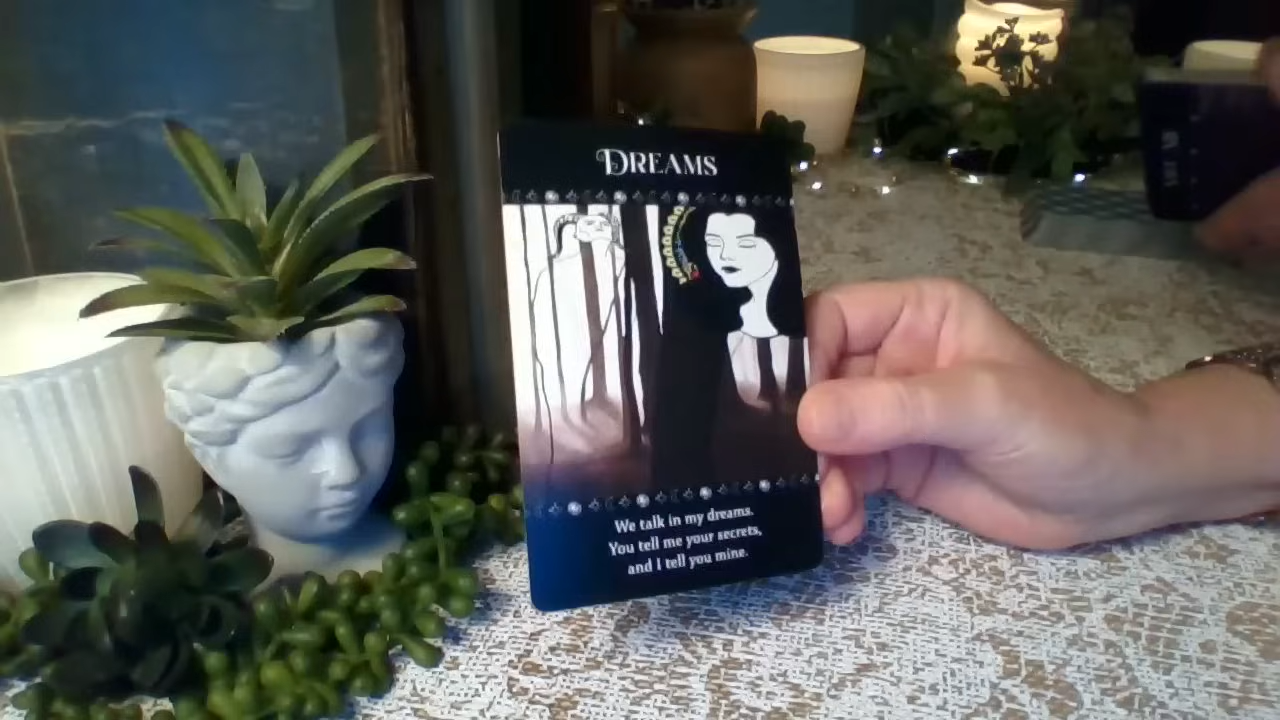 DREAMS
We talk in my dreams.
You tell me your secrets,
and I tell you mine.